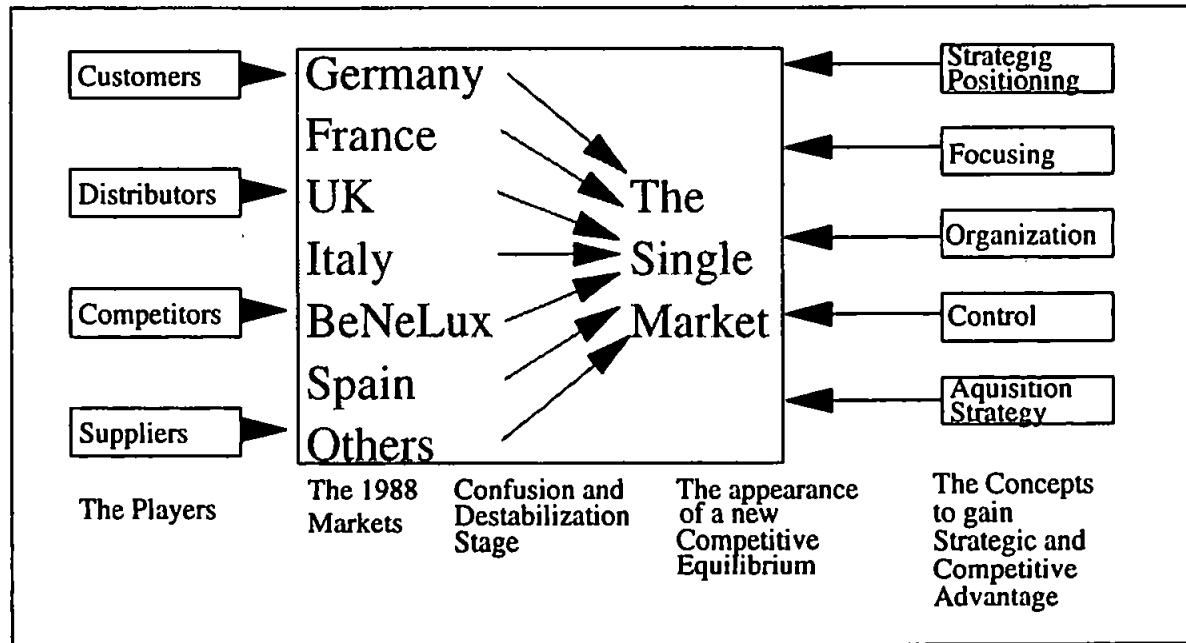 Customers
Distributors
Competitors
Suppliers
The Players
Germany
France
UK
Italy
BeNeLux
Spain
Others
The 1988
Markets
Confusion and
Destabilization
Stage
The
Single
Market
The appearance
of a new
Competitive
Equilibrium
Strategig
Positioning
Focusing
Organization
Control
Aquisition
Strategy
The Concepts
to gain
Strategic and
Competitive
Advantage